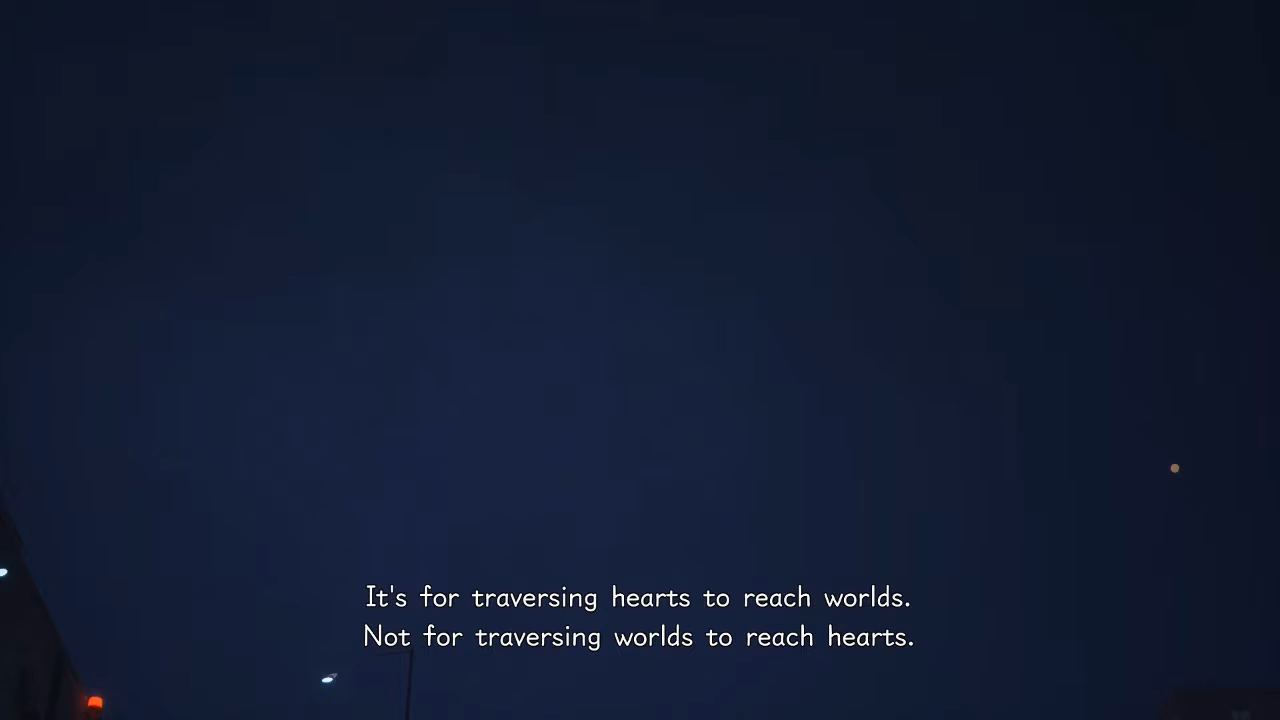 It's for traversing hearts to reach worlds.
Not for traversing worlds to reach hearts.